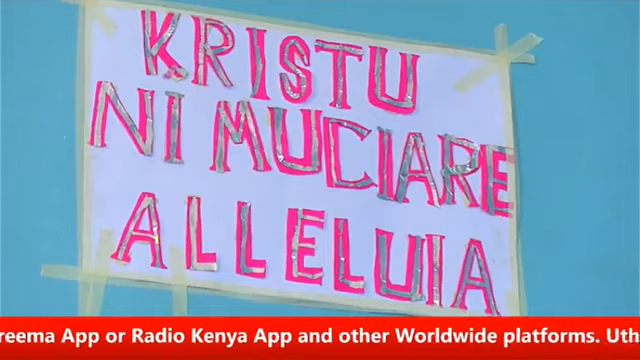 KRISTU
NI MUCIARE
ALLELUIA
reema App or Radio Kenya App and other Worldwide platforms. Uth